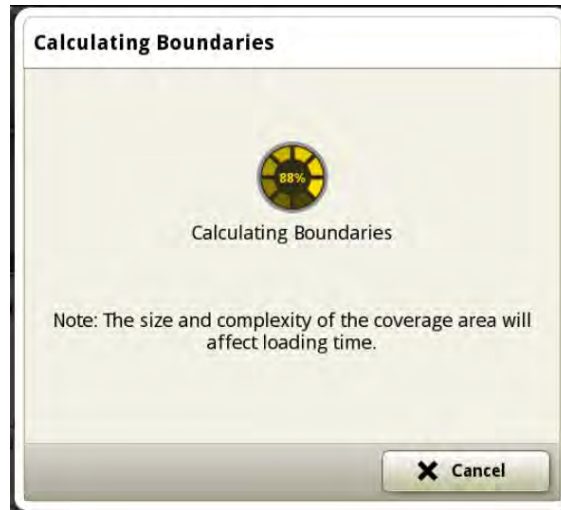 Calculating Boundaries
88%
Calculating Boundaries
Note: The size and complexity of the coverage area will
affect loading time.
Cancel